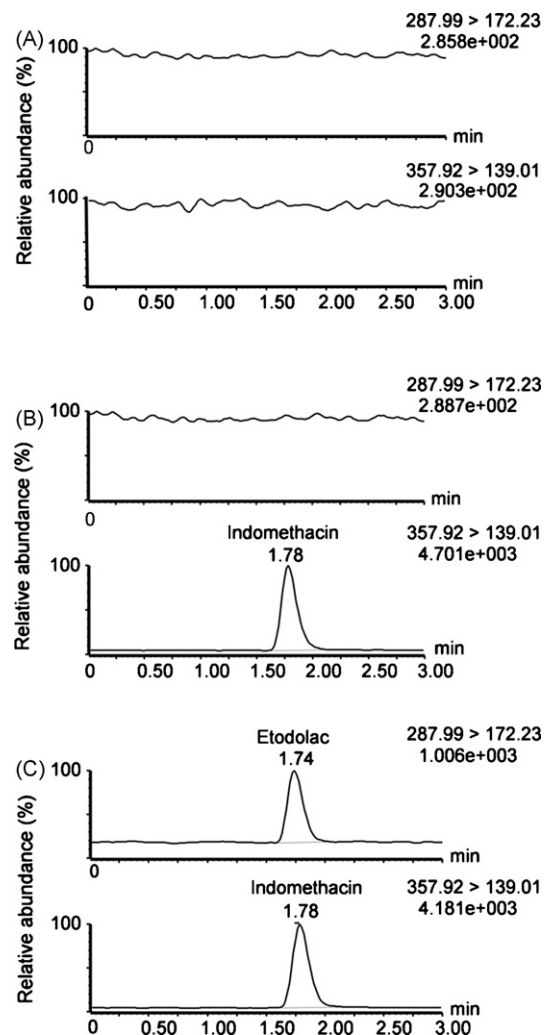 (A)
287.99 > 172.23
2.858e+002
Relative abundance (%)
100
min
0
357.92 > 139.01
2.903e+002
100
min
0 0.50 1.00 1.50 2.00 2.50 3.00
(B)
287.99 > 172.23
2.887e+002
Relative abundance (%)
100
min
0
Indomethacin
1.78
357.92 > 139.01
4.701e+003
100
min
0 0.50 1.00 1.50 2.00 2.50 3.00
(C)
Etodolac
1.74
287.99 > 172.23
1.006e+003
Relative abundance (%)
100
min
0
Indomethacin
1.78
357.92 > 139.01
4.181e+003
100
min
0 0.50 1.00 1.50 2.00 2.50 3.00